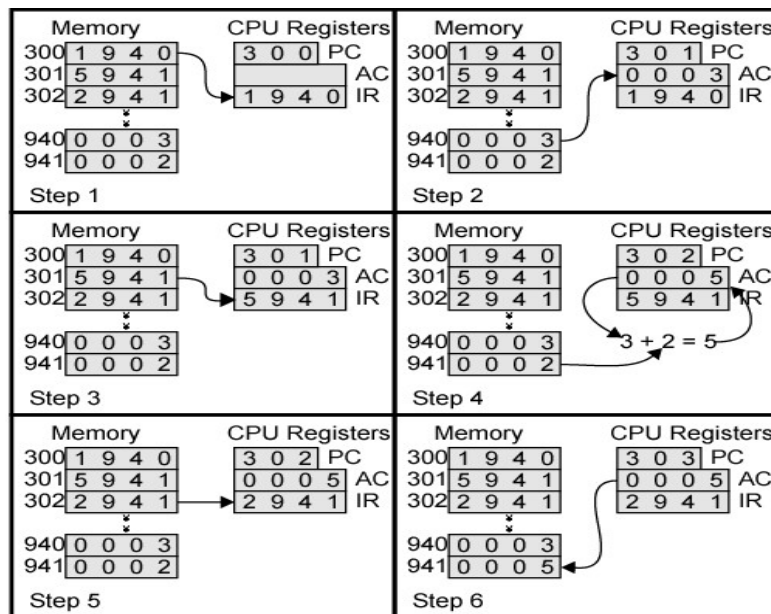 Memory CPU Registers
300 1 9 4 0 3 0 0 PC
301 5 9 4 1 AC
302 2 9 4 1 1 9 4 0 IR
940 0 0 0 3
941 0 0 0 2
Step 1
Memory CPU Registers
300 1 9 4 0 3 0 1 PC
301 5 9 4 1 0 0 0 3 AC
302 2 9 4 1 1 9 4 0 IR
940 0 0 0 3
941 0 0 0 2
Step 2
Memory CPU Registers
300 1 9 4 0 3 0 1 PC
301 5 9 4 1 0 0 0 3 AC
302 2 9 4 1 5 9 4 1 IR
940 0 0 0 3
941 0 0 0 2
Step 3
Memory CPU Registers
300 1 9 4 0 3 0 2 PC
301 5 9 4 1 0 0 0 5 AC
302 2 9 4 1 5 9 4 1 IR
940 0 0 0 3 3 + 2 = 5
941 0 0 0 2
Step 4
Memory CPU Registers
300 1 9 4 0 3 0 2 PC
301 5 9 4 1 0 0 0 5 AC
302 2 9 4 1 2 9 4 1 IR
940 0 0 0 3
941 0 0 0 2
Step 5
Memory CPU Registers
300 1 9 4 0 3 0 3 PC
301 5 9 4 1 0 0 0 5 AC
302 2 9 4 1 2 9 4 1 IR
940 0 0 0 3
941 0 0 0 5
Step 6